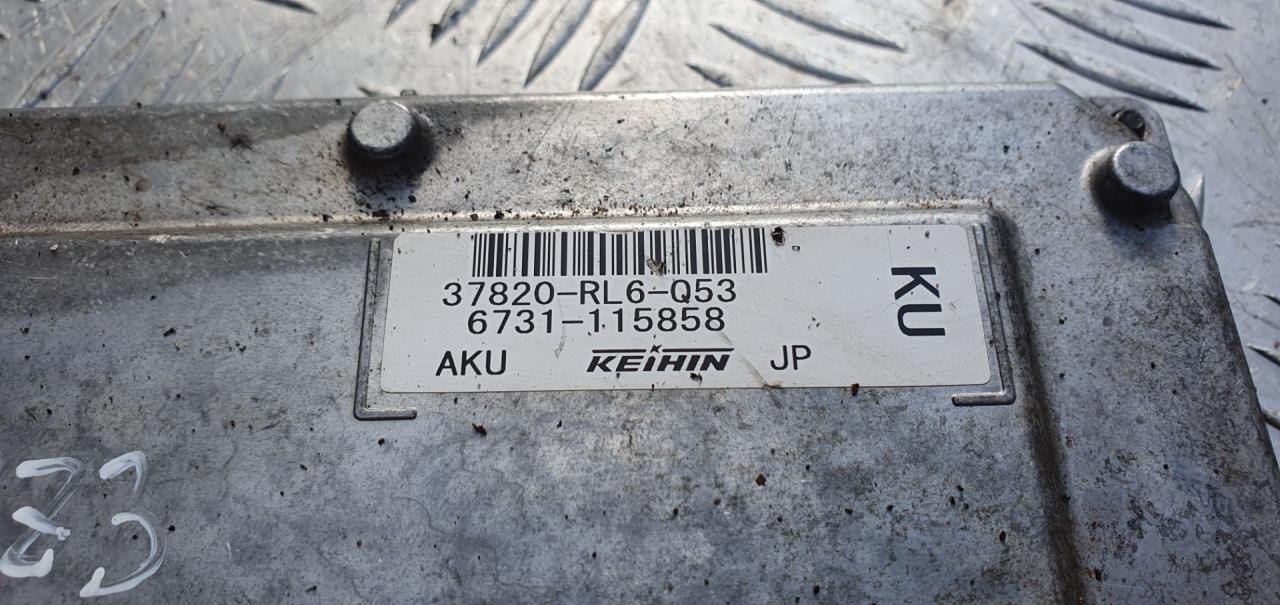 37820-RL6-Q53
6731-115858
AKU KEIHIN JP
KU